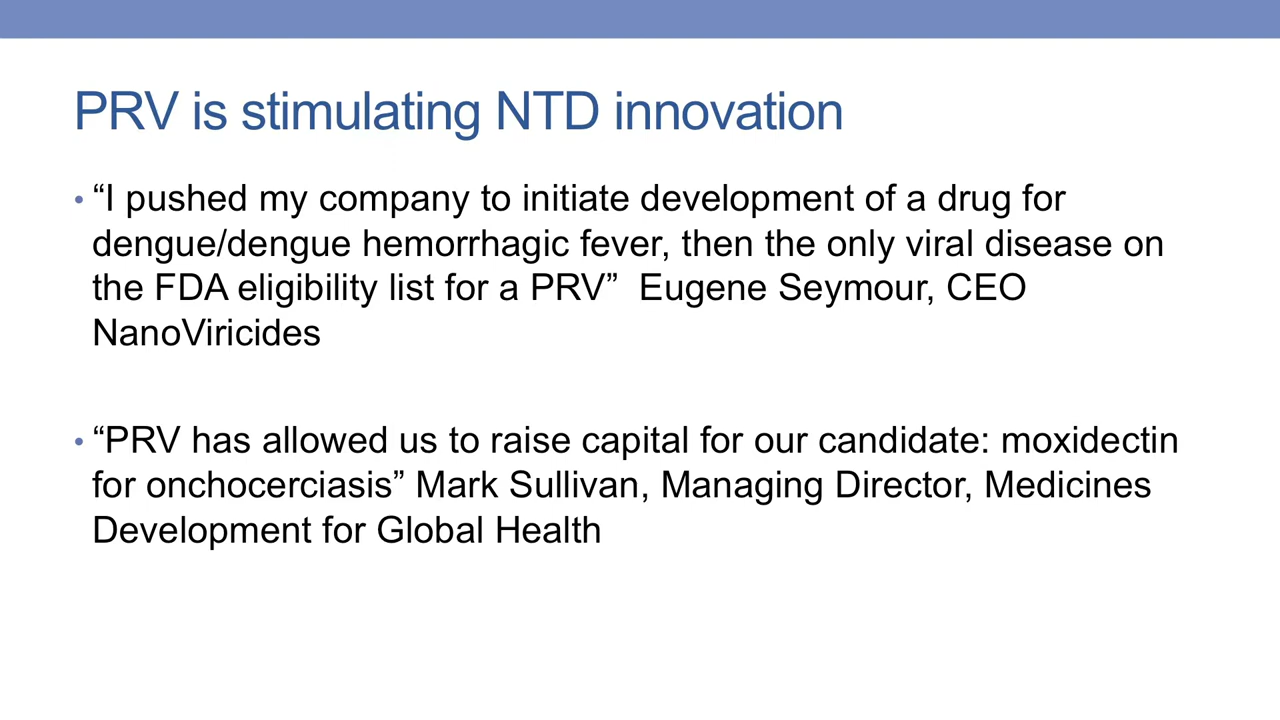 PRV is stimulating NTD innovation
• “I pushed my company to initiate development of a drug for
dengue/dengue hemorrhagic fever, then the only viral disease on
the FDA eligibility list for a PRV”  Eugene Seymour, CEO
NanoViricides
• “PRV has allowed us to raise capital for our candidate: moxidectin
for onchocerciasis” Mark Sullivan, Managing Director, Medicines
Development for Global Health